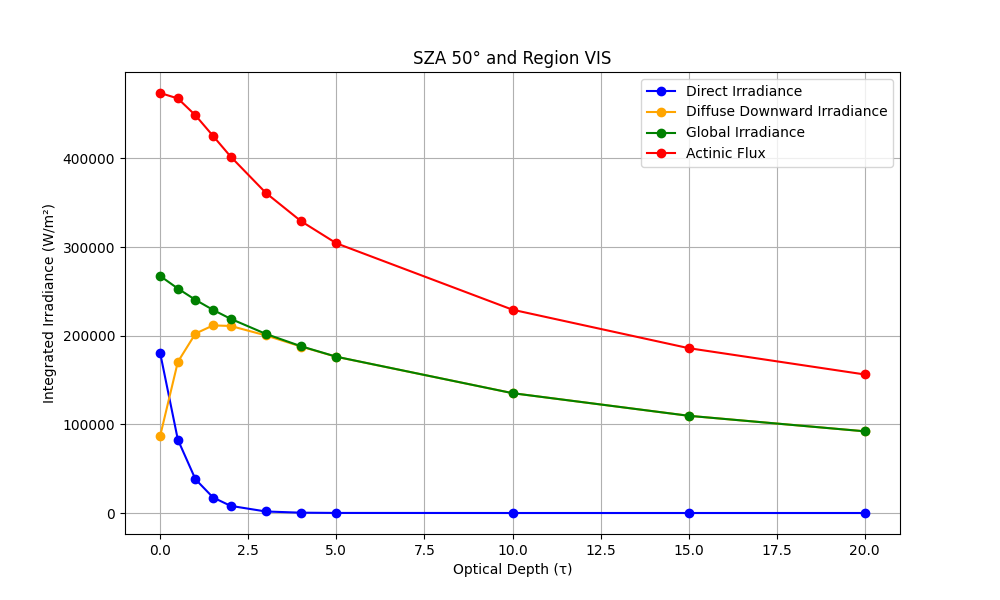 SZA 50° and Region VIS
Direct Irradiance
Diffuse Downward Irradiance
Global Irradiance
Actinic Flux
Integrated Irradiance (W/m²)
400000
300000
200000
100000
0
0.0 2.5 5.0 7.5 10.0 12.5 15.0 17.5 20.0
Optical Depth (τ)